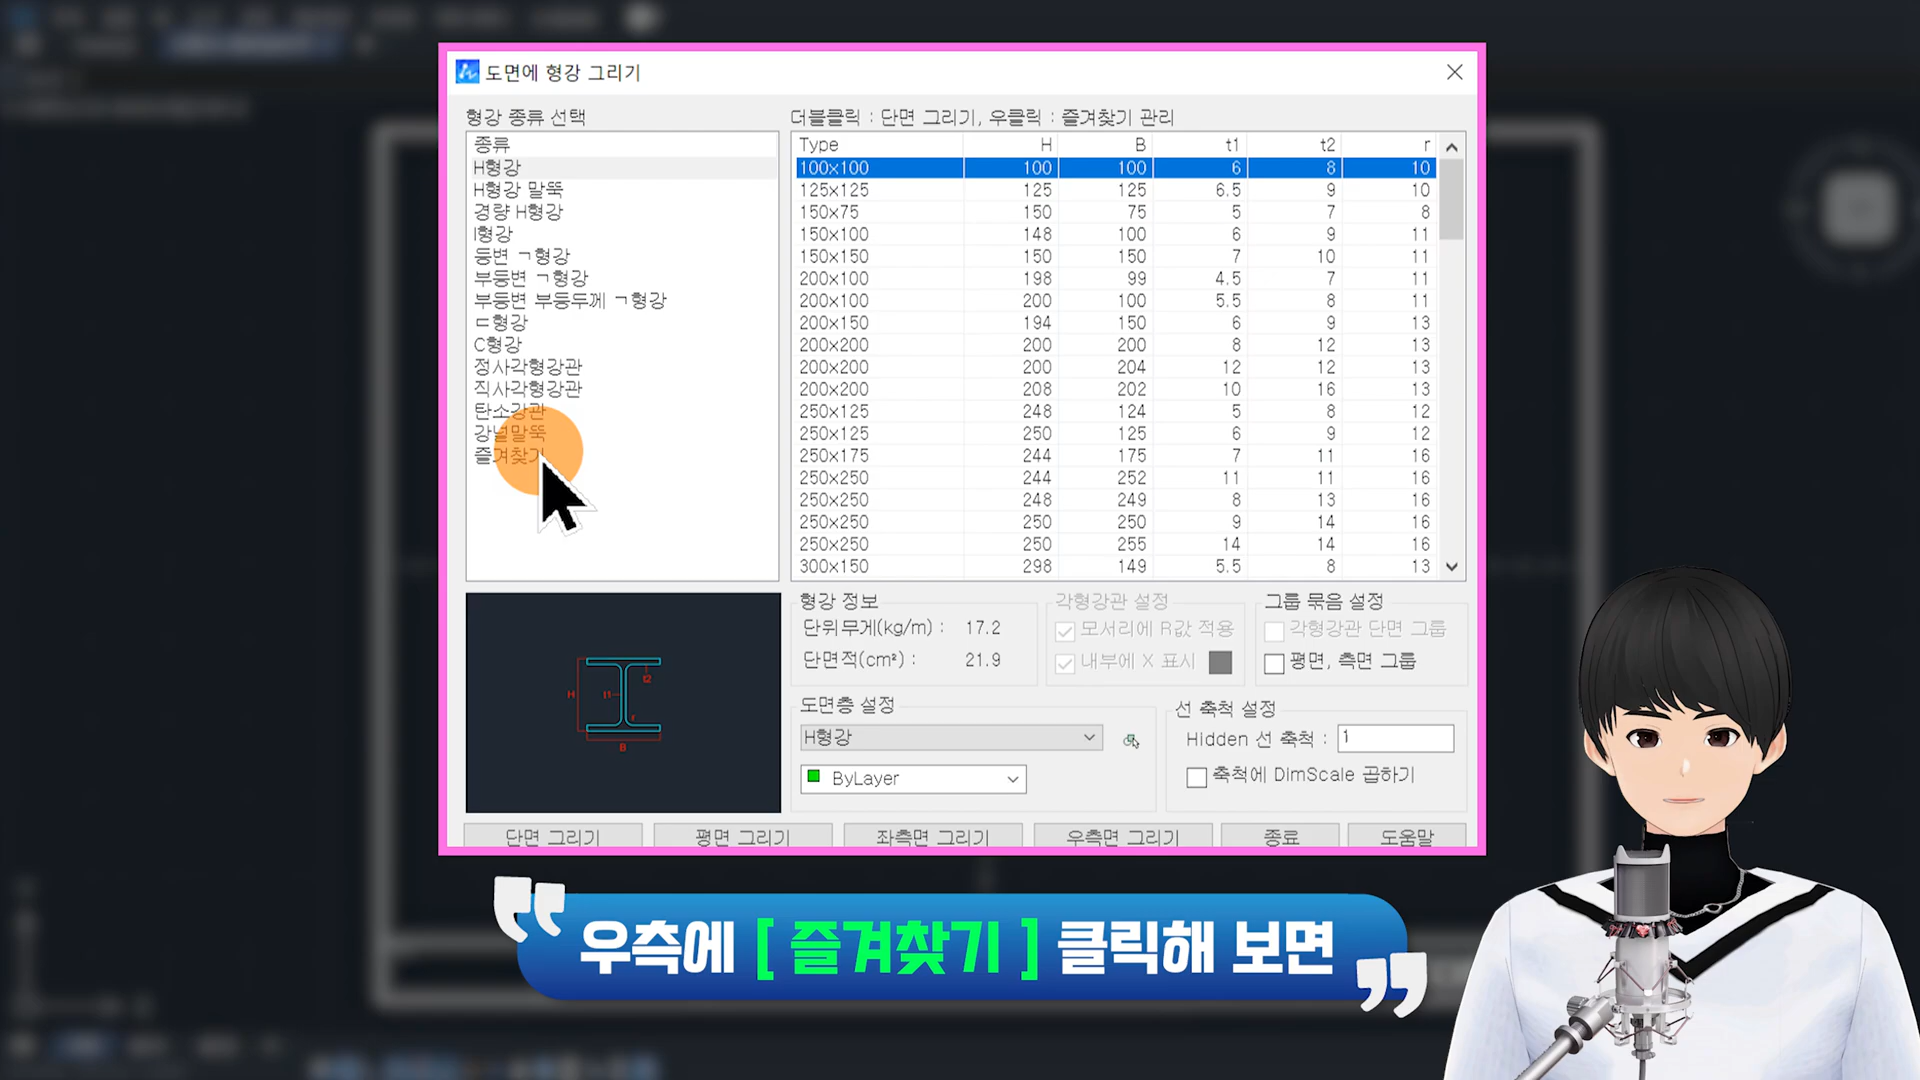 도면에 형강 그리기
형강 종류 선택
종류
H형강
H형강 말뚝
경량 H형강
I형강
등변 ㄱ형강
부등변 ㄱ형강
부등변 부등두께 ㄱ형강
ㄷ형강
C형강
정사각형강관
직사각형강관
탄소강관
강널말뚝
즐겨찾기
더블클릭 : 단면 그리기, 우클릭 : 즐겨찾기 관리
Type H B t1 t2 r
100x100 100 100 6 8 10
125x125 125 125 6.5 9 10
150x75 150 75 5 7 8
150x100 148 100 6 9 11
150x150 150 150 7 10 11
200x100 198 99 4.5 7 11
200x100 200 100 5.5 8 11
200x150 194 150 6 9 13
200x200 200 200 8 12 13
200x200 200 204 12 12 13
200x200 208 202 10 16 13
250x125 248 124 5 8 12
250x125 250 125 6 9 12
250x175 244 175 7 11 16
250x250 244 252 11 11 16
250x250 248 249 8 13 16
250x250 250 250 9 14 16
250x250 250 255 14 14 16
300x150 298 149 5.5 8 13
H
t1
t2
r
B
형강 정보
단위무게(kg/m) : 17.2
단면적(cm²) : 21.9
각형강관 설정
모서리에 R값 적용
내부에 X 표시
그룹 묶음 설정
각형강관 단면 그룹
평면, 측면 그룹
도면층 설정
H형강
ByLayer
선 축척 설정
Hidden 선 축척 : 1
축척에 DimScale 곱하기
단면 그리기 평면 그리기 좌측면 그리기 우측면 그리기 종료 도움말
우측에 [ 즐겨찾기 ] 클릭해 보면